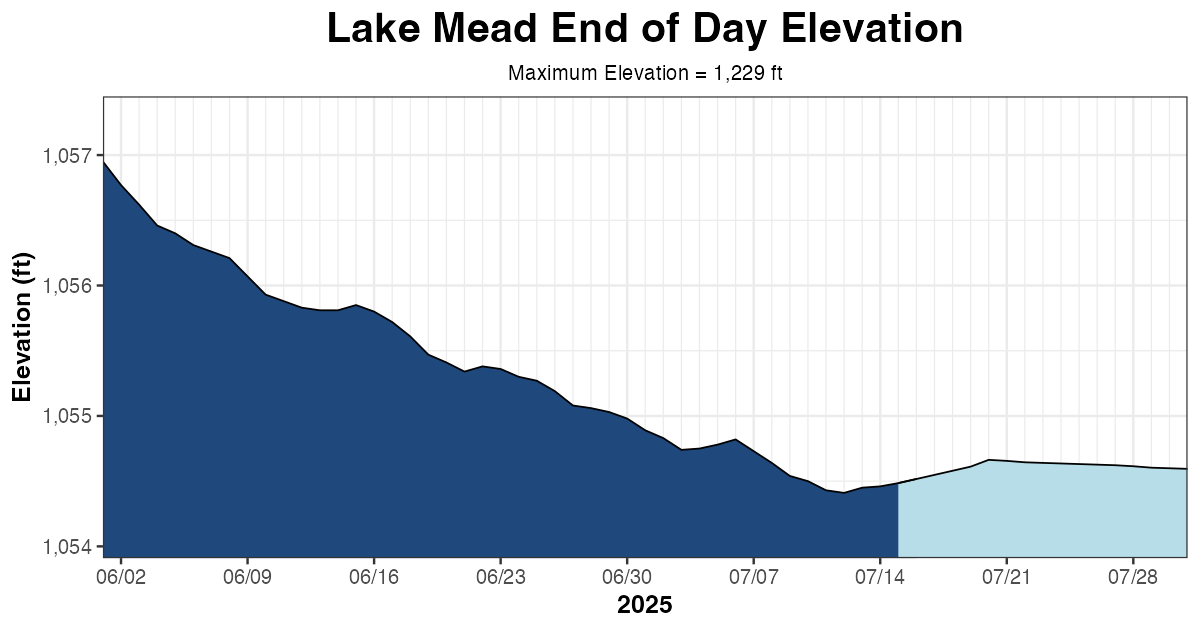 Lake Mead End of Day Elevation
Maximum Elevation = 1,229 ft
Elevation (ft)
1,057
1,056
1,055
1,054
06/02 06/09 06/16 06/23 06/30 07/07 07/14 07/21 07/28
2025